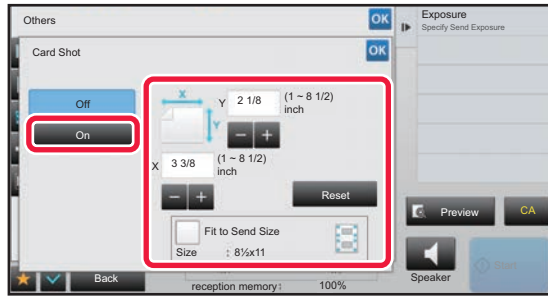 Others
OK
Exposure
Specify Send Exposure
Card Shot
OK
Off
On
X
Y
Y 2 1/8 (1 ~ 8 1/2)
inch
X 3 3/8 (1 ~ 8 1/2)
inch
Reset
Fit to Send Size
Size : 8½x11
Preview
CA
Back
reception memory: 100%
Speaker
Start